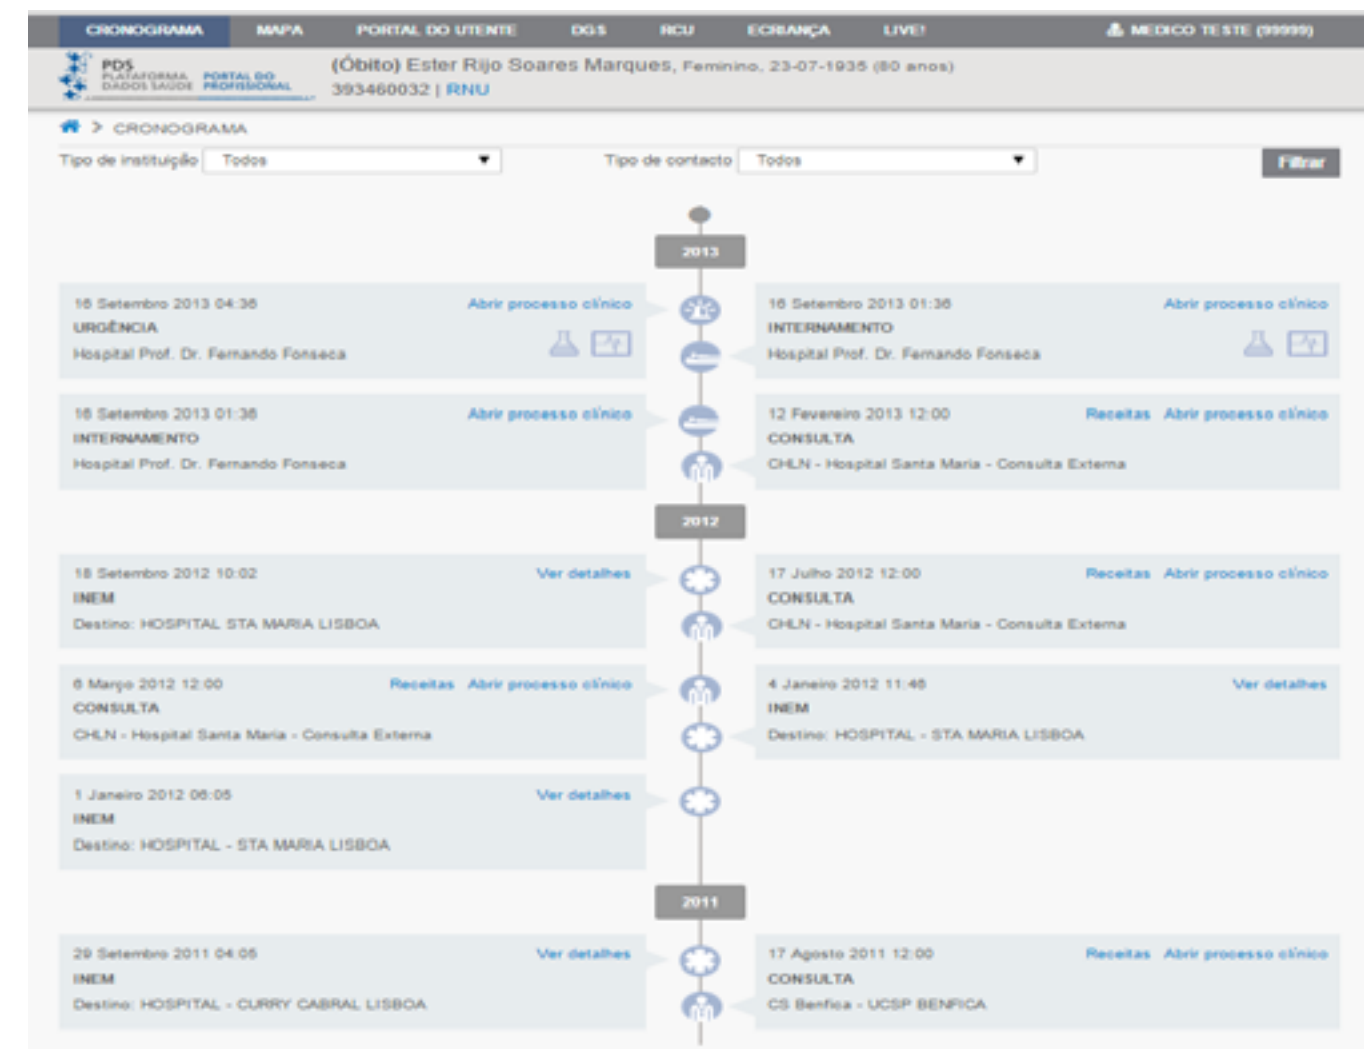 CRONOGRAMA MAPA PORTAL DO UTENTE DGS RCU ECRIANÇA LIVE! MEDICO TESTE (99999)
PDS PLATAFORMA DADOS SAÚDE PORTAL DO PROFISSIONAL
(Óbito) Ester Rijo Soares Marques, Feminino, 23-07-1935 (80 anos)
393460032 | RNU
> CRONOGRAMA
Tipo de instituição Todos Tipo de contacto Todos Filtrar
2013
16 Setembro 2013 04:36 Abrir processo clínico
URGÊNCIA
Hospital Prof. Dr. Fernando Fonseca
16 Setembro 2013 01:36 Abrir processo clínico
INTERNAMENTO
Hospital Prof. Dr. Fernando Fonseca
16 Setembro 2013 01:36 Abrir processo clínico
INTERNAMENTO
Hospital Prof. Dr. Fernando Fonseca
12 Fevereiro 2013 12:00 Receitas Abrir processo clínico
CONSULTA
CHLN - Hospital Santa Maria - Consulta Externa
2012
18 Setembro 2012 10:02 Ver detalhes
INEM
Destino: HOSPITAL STA MARIA LISBOA
17 Julho 2012 12:00 Receitas Abrir processo clínico
CONSULTA
CHLN - Hospital Santa Maria - Consulta Externa
6 Março 2012 12:00 Receitas Abrir processo clínico
CONSULTA
CHLN - Hospital Santa Maria - Consulta Externa
4 Janeiro 2012 11:46 Ver detalhes
INEM
Destino: HOSPITAL - STA MARIA LISBOA
1 Janeiro 2012 06:05 Ver detalhes
INEM
Destino: HOSPITAL - STA MARIA LISBOA
2011
29 Setembro 2011 04:05 Ver detalhes
INEM
Destino: HOSPITAL - CURRY CABRAL LISBOA
17 Agosto 2011 12:00 Receitas Abrir processo clínico
CONSULTA
CS Benfica - UCSP BENFICA